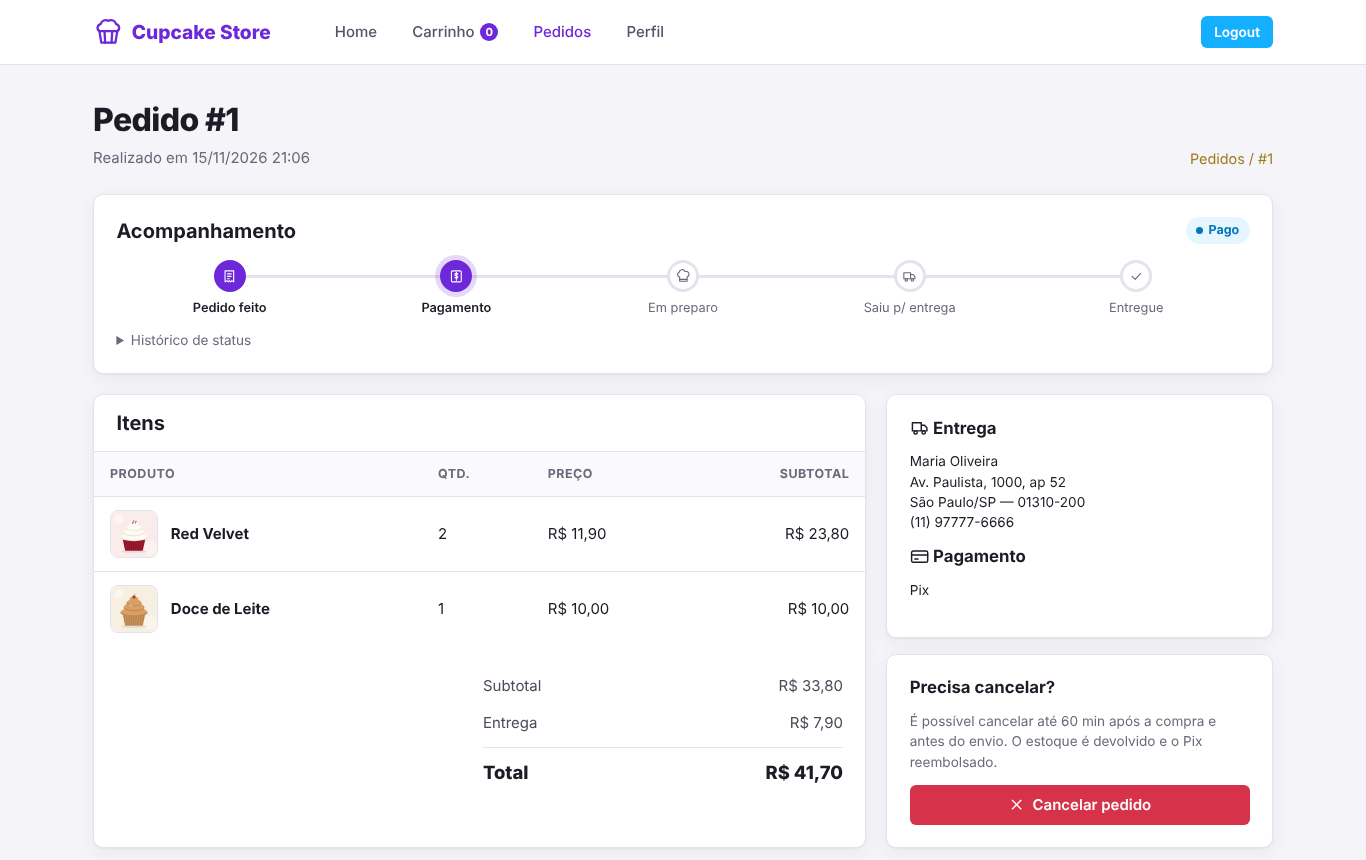 Cupcake Store
Home
Carrinho 0
Pedidos
Perfil
Logout
Pedido #1
Realizado em 15/11/2026 21:06
Pedidos / #1
Acompanhamento
Pago
Pedido feito
Pagamento
Em preparo
Saiu p/ entrega
Entregue
Histórico de status
Itens
PRODUTO QTD. PREÇO SUBTOTAL
Red Velvet 2 R$ 11,90 R$ 23,80
Doce de Leite 1 R$ 10,00 R$ 10,00
Subtotal R$ 33,80
Entrega R$ 7,90
Total R$ 41,70
Entrega
Maria Oliveira
Av. Paulista, 1000, ap 52
São Paulo/SP — 01310-200
(11) 97777-6666
Pagamento
Pix
Precisa cancelar?
É possível cancelar até 60 min após a compra e
antes do envio. O estoque é devolvido e o Pix
reembolsado.
Cancelar pedido